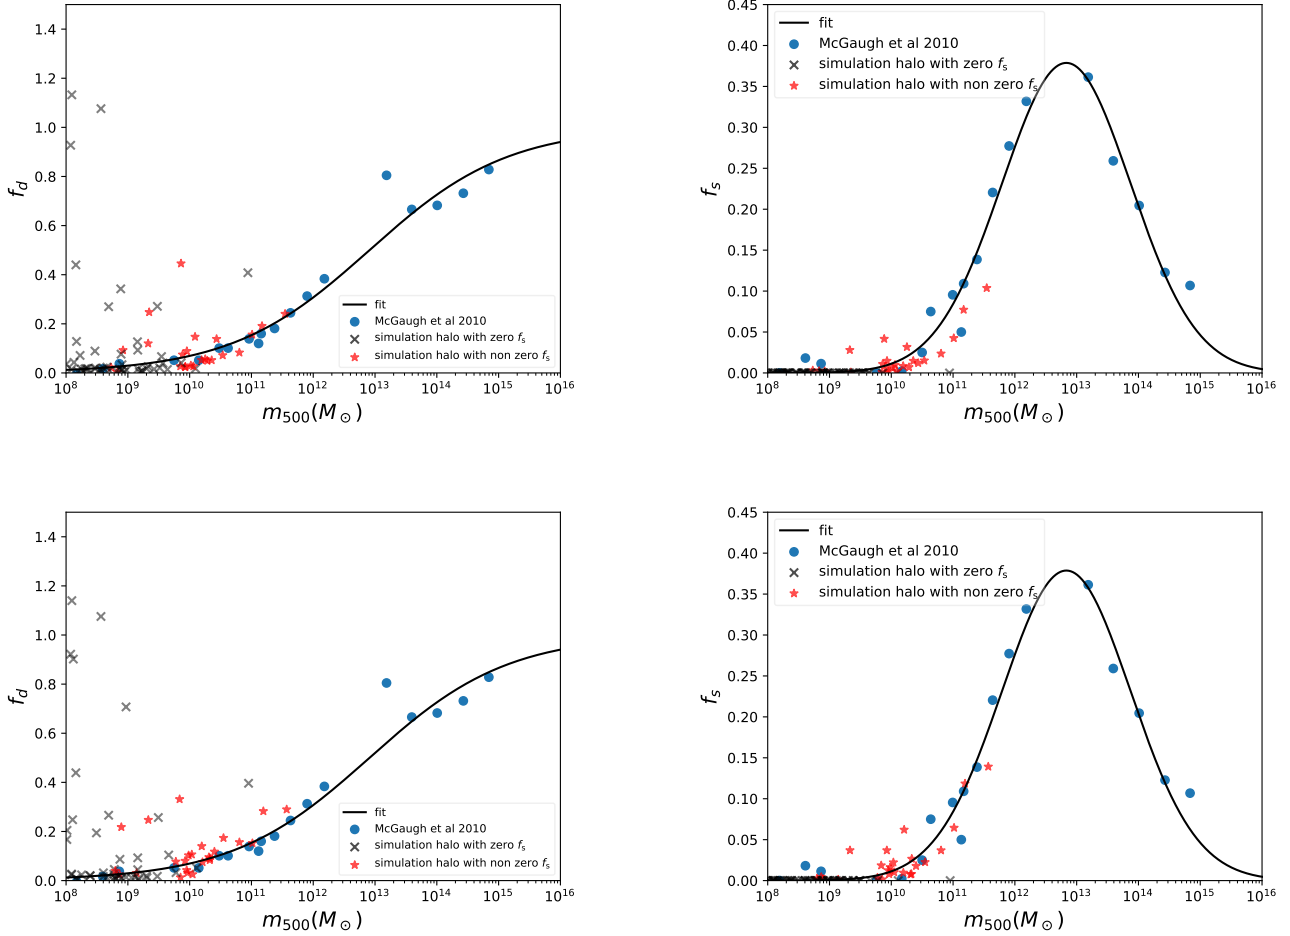 1.4
1.2
1.0
0.8
0.6
0.4
0.2
0.0
f_d
fit
McGaugh et al 2010
simulation halo with zero f_s
simulation halo with non zero f_s
10^8 10^9 10^10 10^11 10^12 10^13 10^14 10^15 10^16
m_500(M_⊙)
0.45
0.40
0.35
0.30
0.25
0.20
0.15
0.10
0.05
0.00
f_s
fit
McGaugh et al 2010
simulation halo with zero f_s
simulation halo with non zero f_s
10^8 10^9 10^10 10^11 10^12 10^13 10^14 10^15 10^16
m_500(M_⊙)
1.4
1.2
1.0
0.8
0.6
0.4
0.2
0.0
f_d
fit
McGaugh et al 2010
simulation halo with zero f_s
simulation halo with non zero f_s
10^8 10^9 10^10 10^11 10^12 10^13 10^14 10^15 10^16
m_500(M_⊙)
0.45
0.40
0.35
0.30
0.25
0.20
0.15
0.10
0.05
0.00
f_s
fit
McGaugh et al 2010
simulation halo with zero f_s
simulation halo with non zero f_s
10^8 10^9 10^10 10^11 10^12 10^13 10^14 10^15 10^16
m_500(M_⊙)